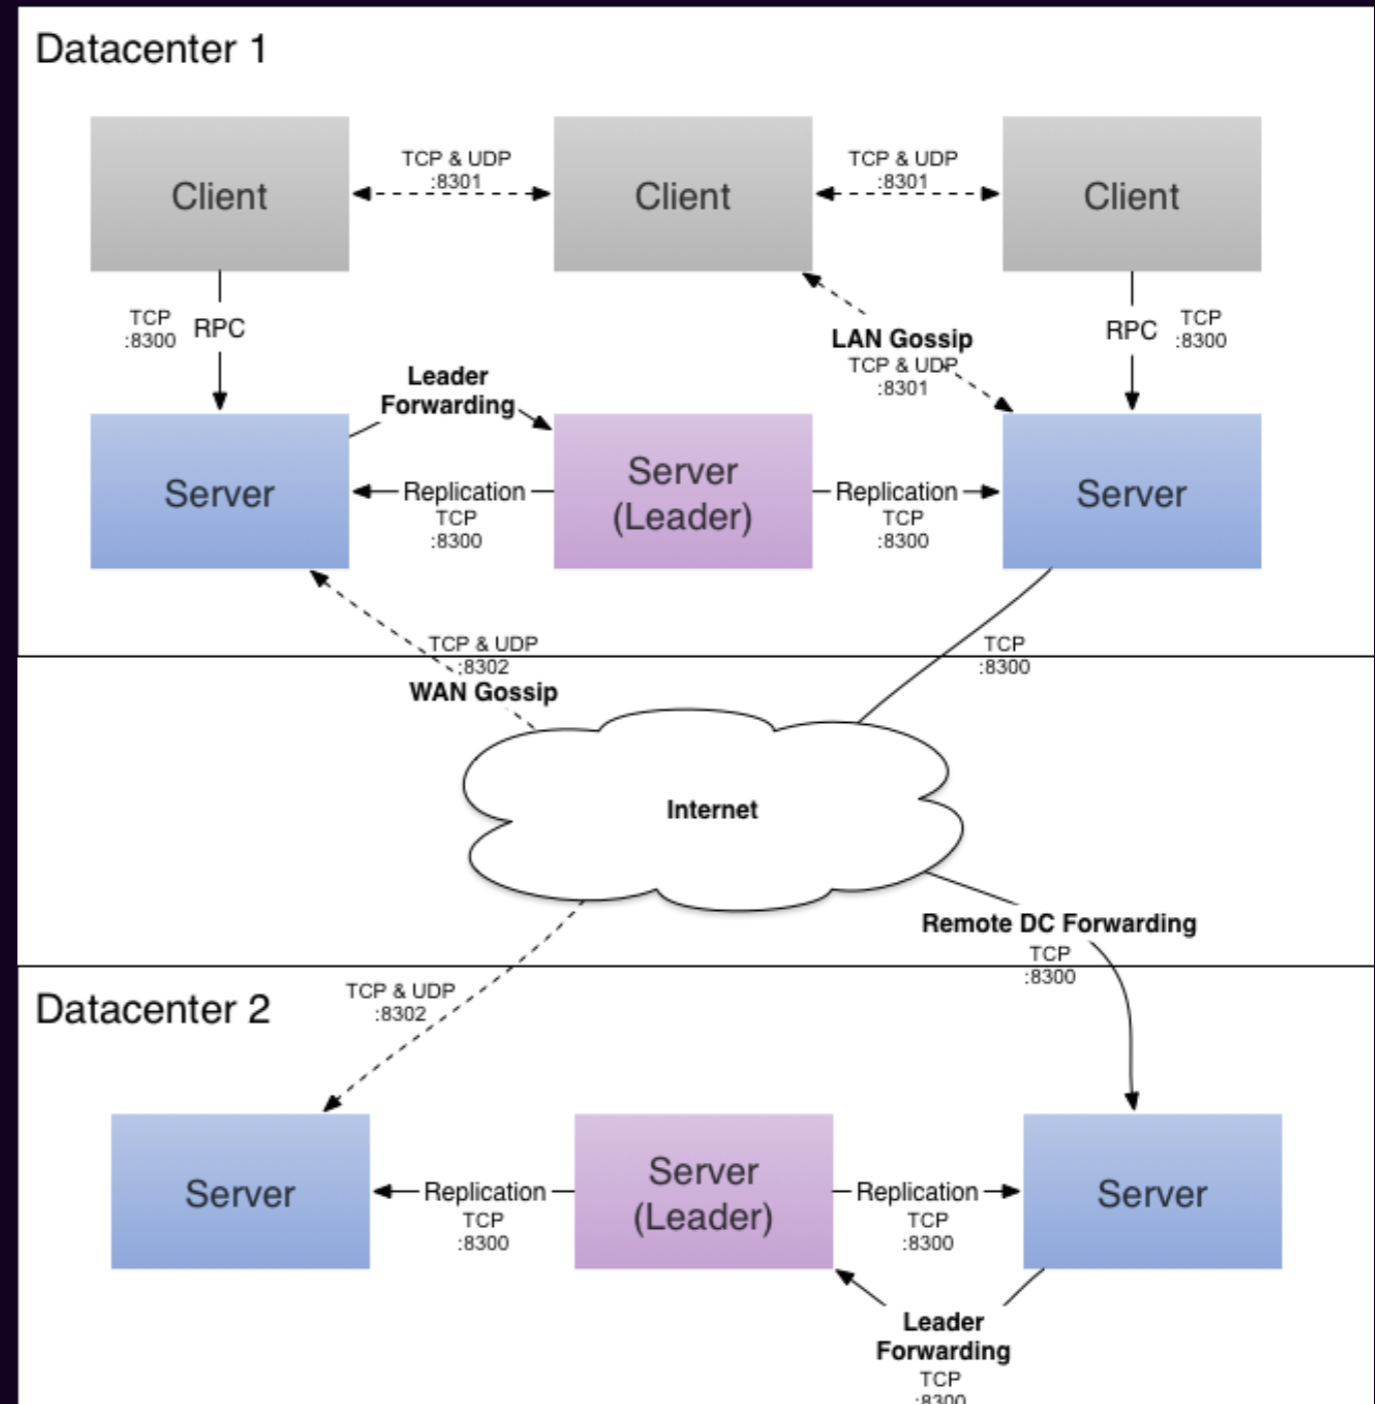 Datacenter 1
TCP & UDP
:8301
TCP & UDP
:8301
Client
Client
Client
TCP
:8300
RPC
LAN Gossip
TCP & UDP
:8301
RPC
TCP
:8300
Leader
Forwarding
Server
Replication
TCP
:8300
Server
(Leader)
Replication
TCP
:8300
Server
TCP & UDP
:8302
WAN Gossip
TCP
:8300
Internet
Remote DC Forwarding
TCP
:8300
Datacenter 2
TCP & UDP
:8302
Server
Replication
TCP
:8300
Server
(Leader)
Replication
TCP
:8300
Server
Leader
Forwarding
TCP
:8300